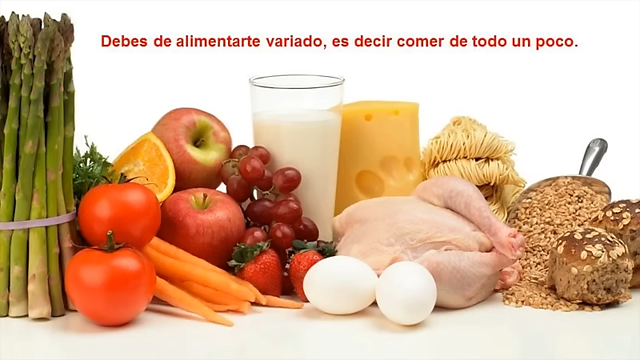 Debes de alimentarte variado, es decir comer de todo un poco.